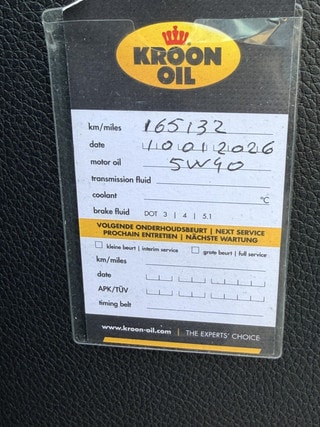 KROON
OIL
km/miles 165132
date 10 01 2026
motor oil 5W40
transmission fluid
coolant °C
brake fluid DOT 3 | 4 | 5.1
VOLGENDE ONDERHOUDSBEURT | NEXT SERVICE
PROCHAIN ENTRETIEN | NÄCHSTE WARTUNG
kleine beurt | interim service grote beurt | full service
km/miles
date
APK/TÜV
timing belt
www.kroon-oil.com | THE EXPERTS' CHOICE